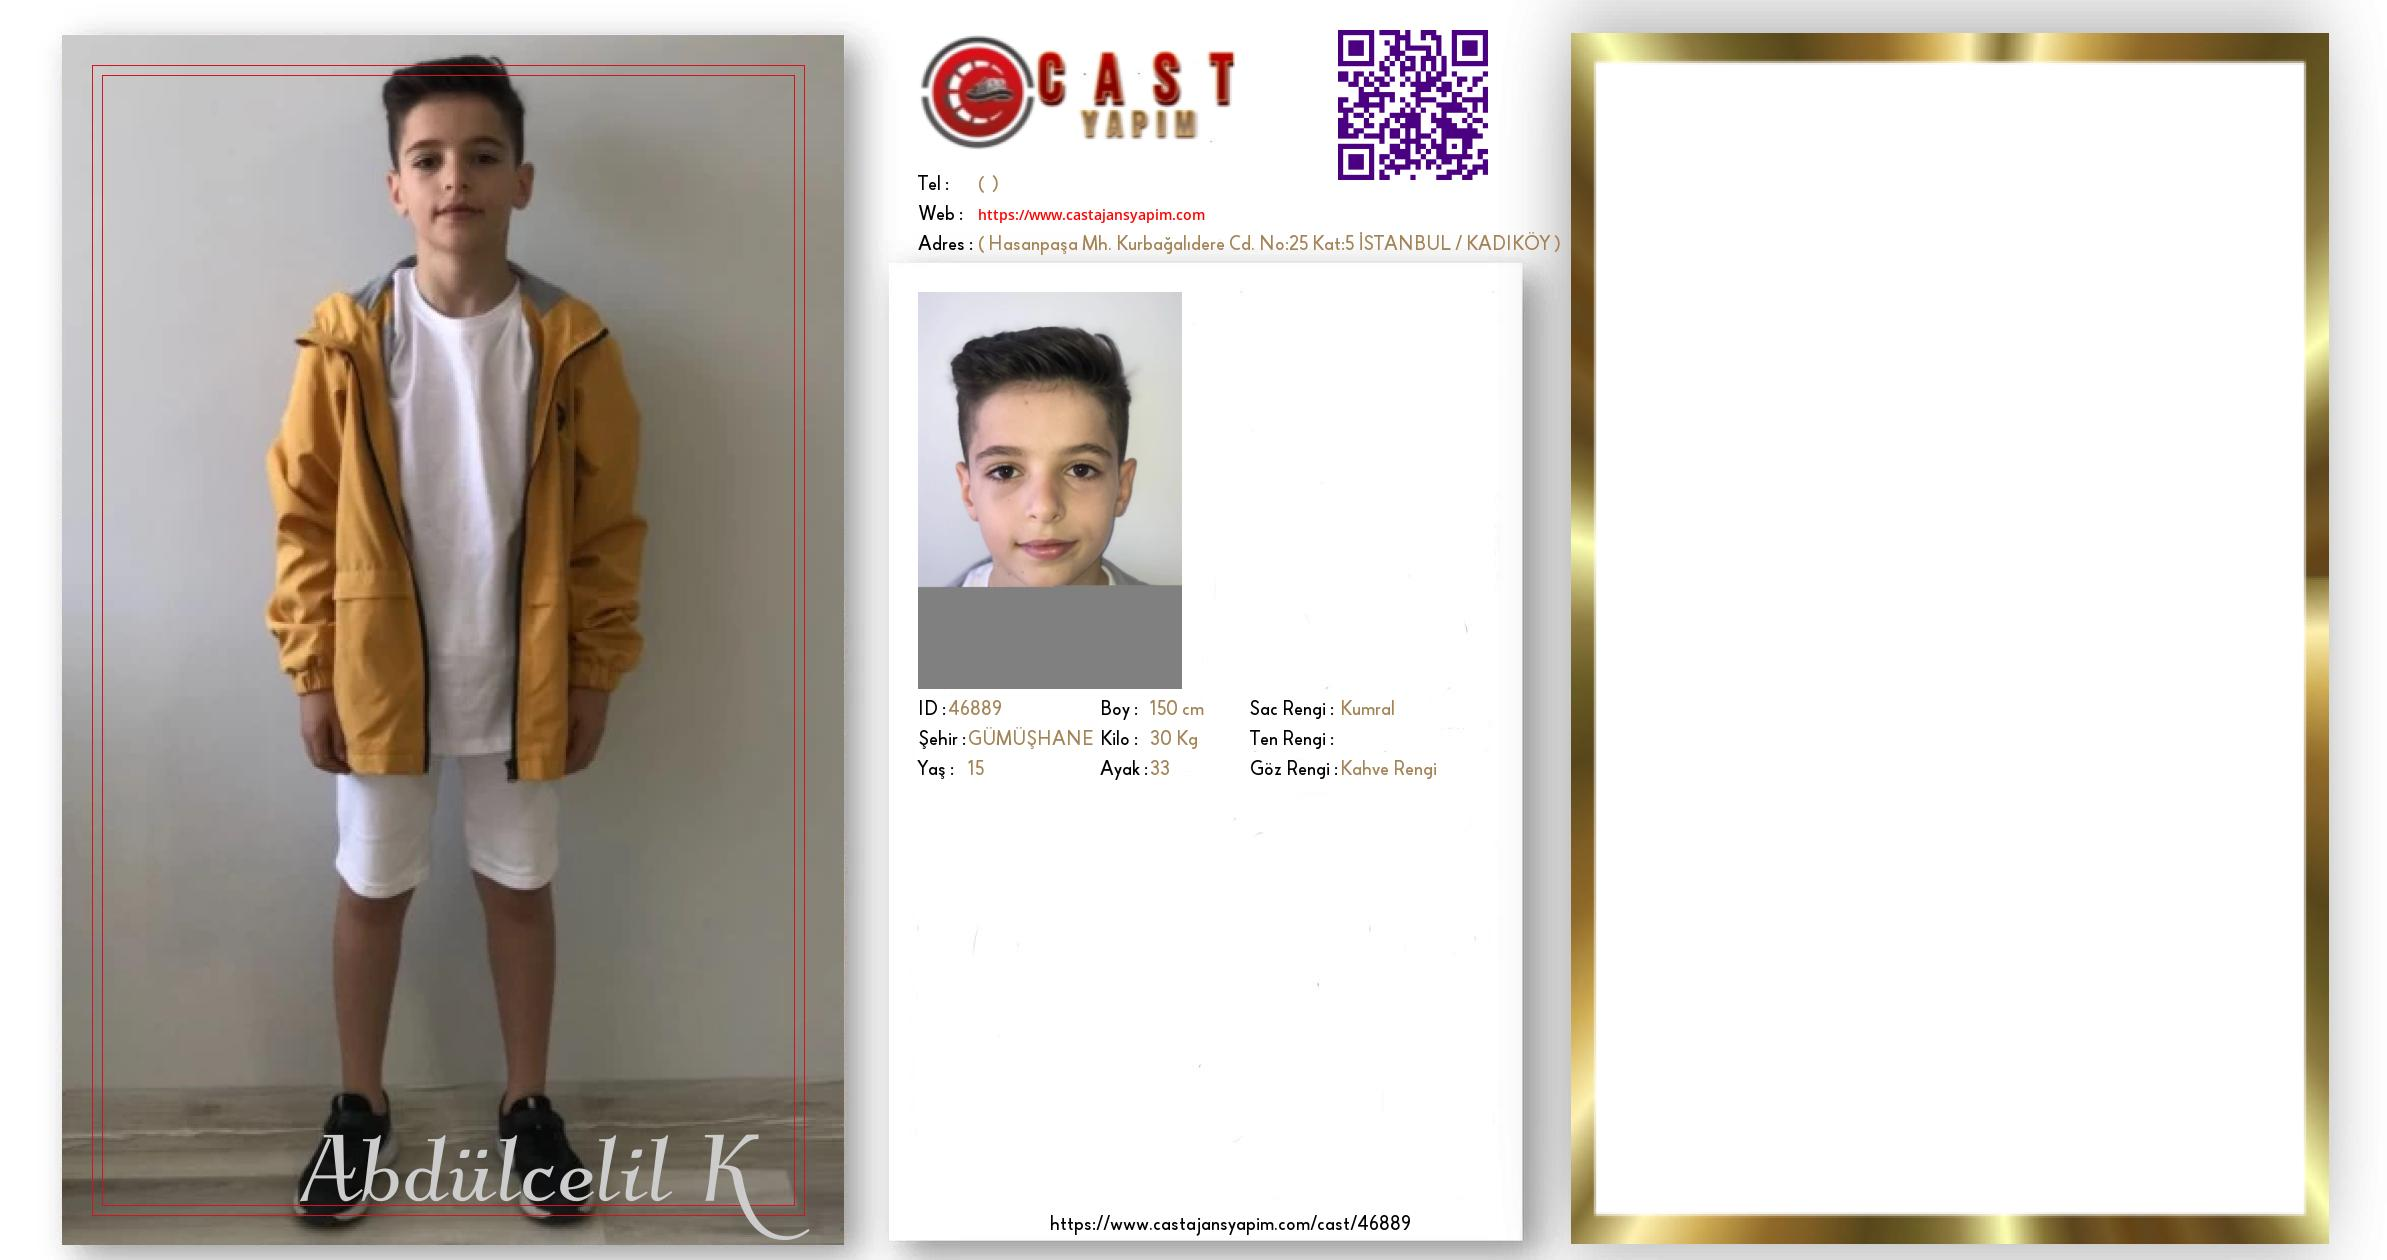 Abdülcelil K
CAST
YAPIM
Tel : ( )
Web : https://www.castajansyapim.com
Adres : ( Hasanpaşa Mh. Kurbağalıdere Cd. No:25 Kat:5 İSTANBUL / KADIKÖY )
ID : 46889 Boy : 150 cm Sac Rengi : Kumral
Şehir : GÜMÜŞHANE Kilo : 30 Kg Ten Rengi :
Yaş : 15 Ayak : 33 Göz Rengi : Kahve Rengi
https://www.castajansyapim.com/cast/46889